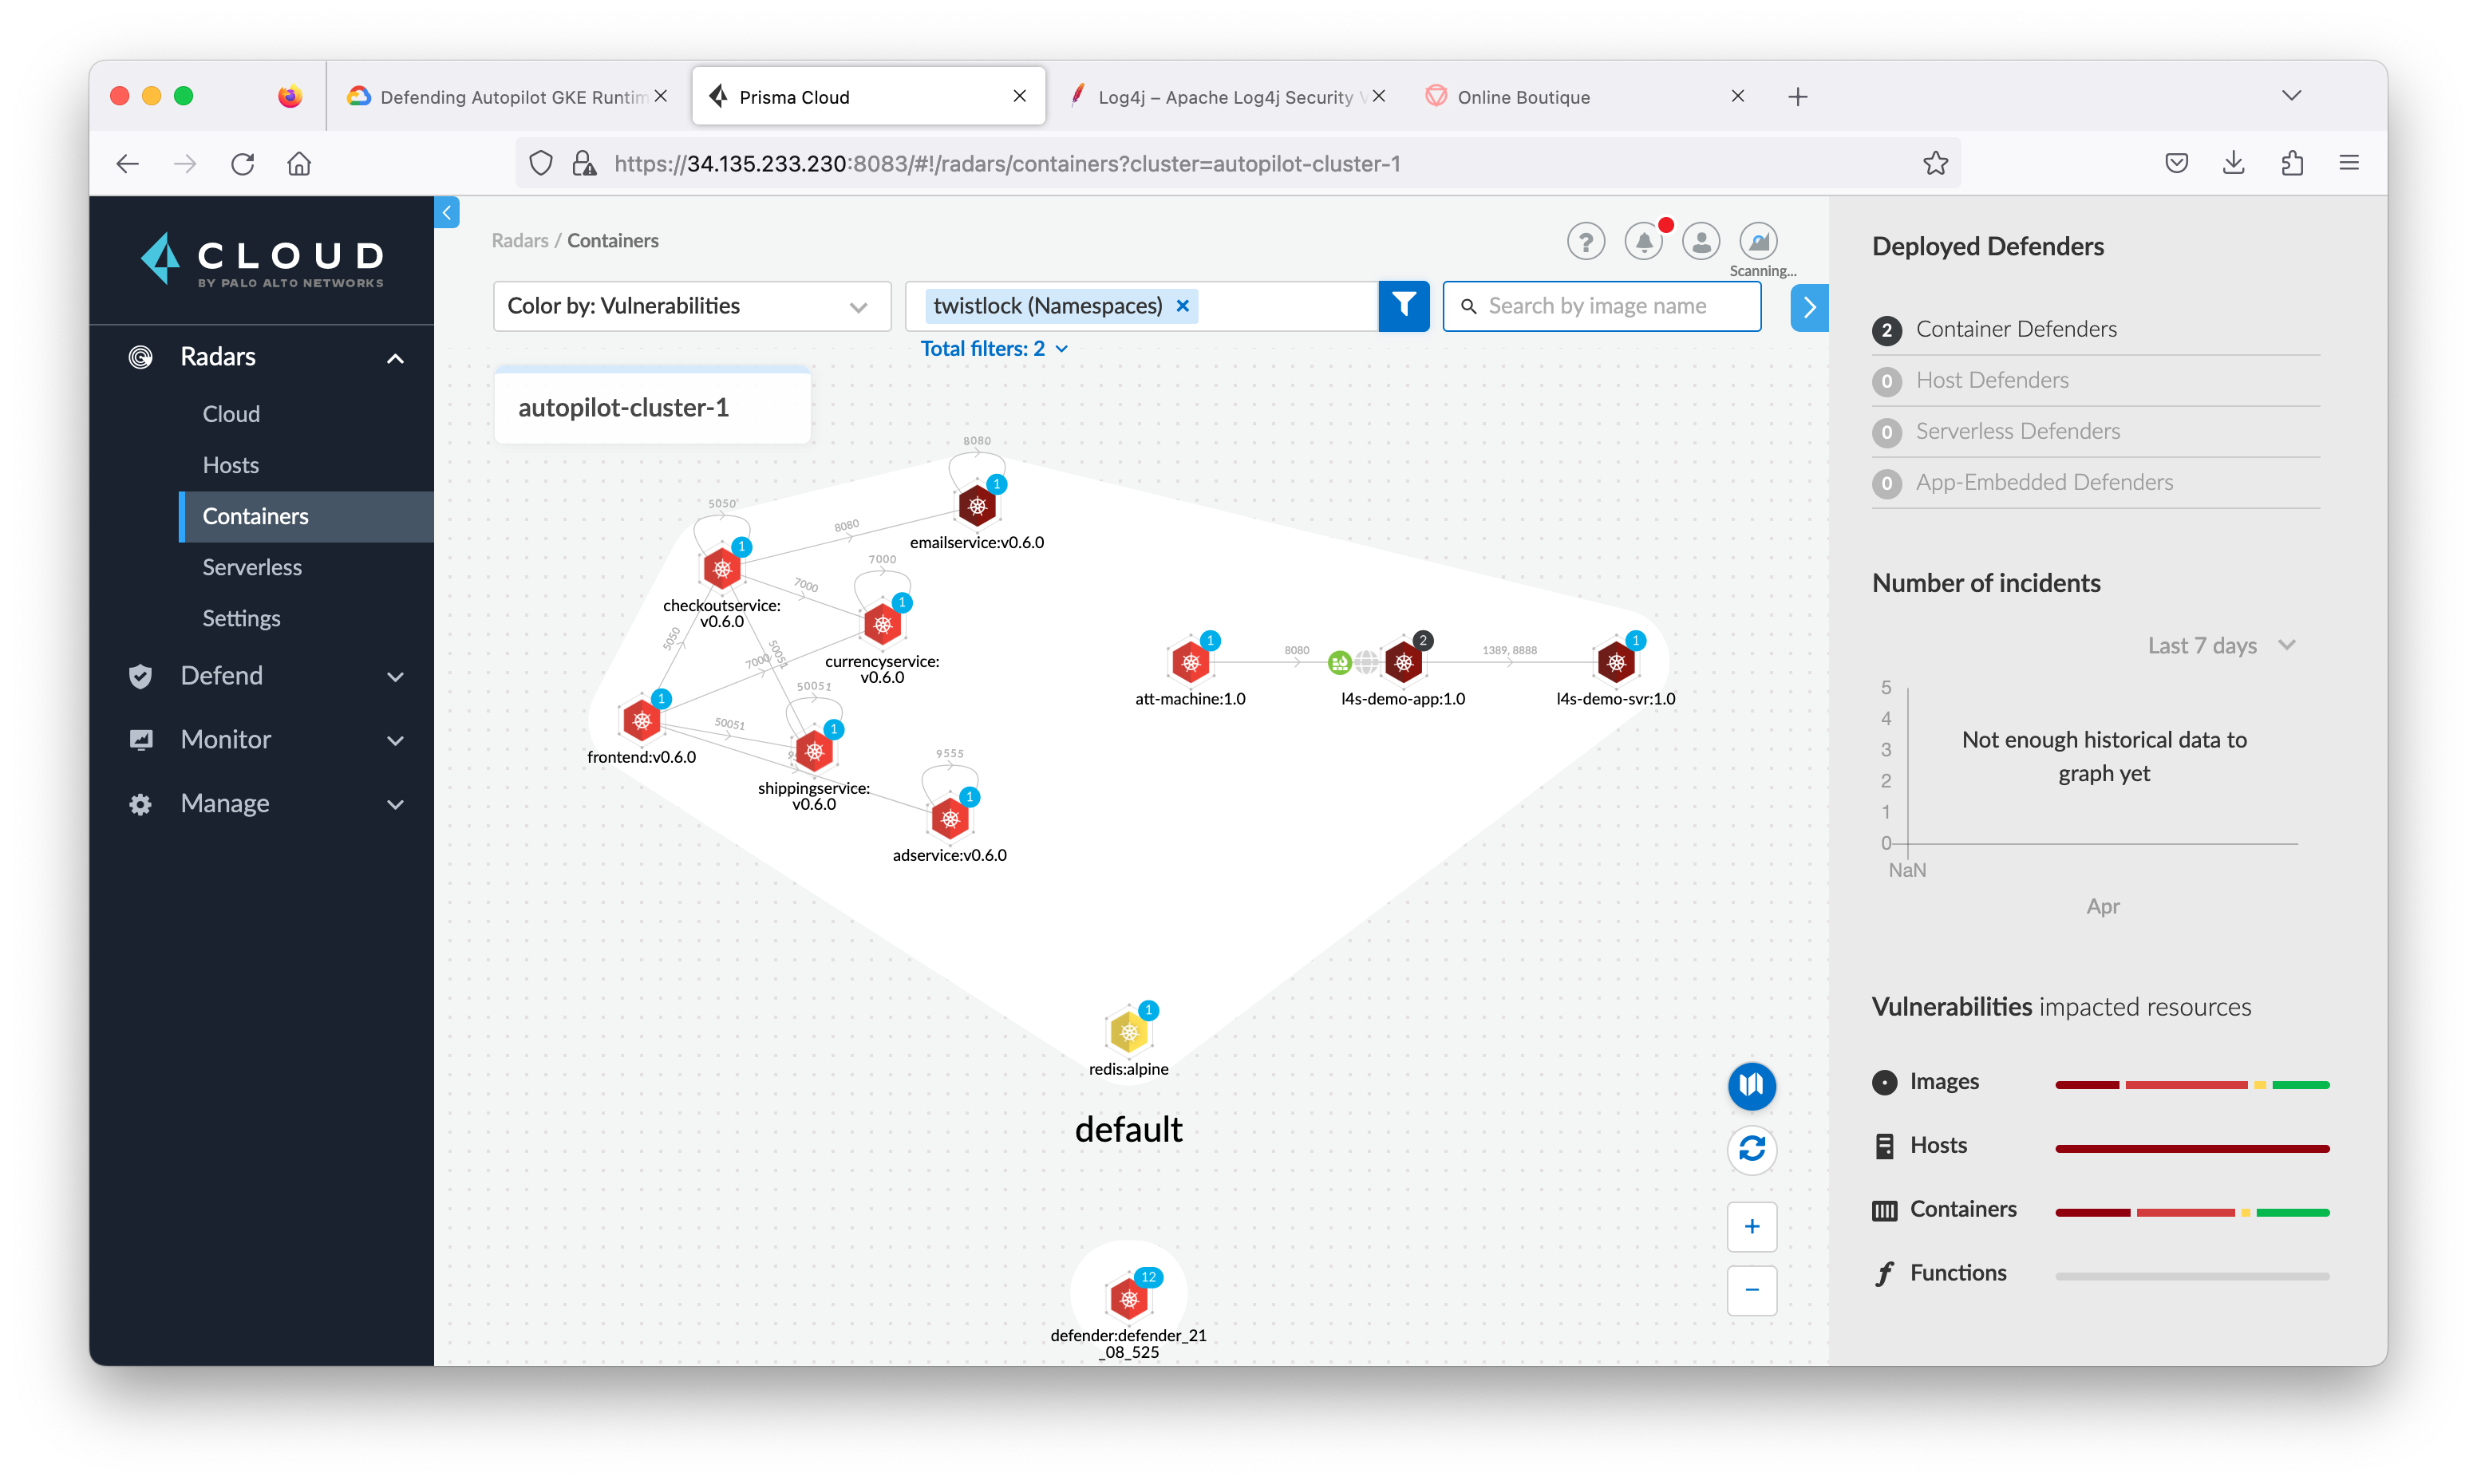 Defending Autopilot GKE Runtim
Prisma Cloud
Log4j – Apache Log4j Security V
Online Boutique
https://34.135.233.230:8083/#!/radars/containers?cluster=autopilot-cluster-1
CLOUD
BY PALO ALTO NETWORKS
Radars
Cloud
Hosts
Containers
Serverless
Settings
Defend
Monitor
Manage
Radars / Containers
?
Scanning...
Color by: Vulnerabilities
twistlock (Namespaces)
Search by image name
Total filters: 2
autopilot-cluster-1
8080
1
emailservice:v0.6.0
5050
1
8080
checkoutservice:
v0.6.0
7000
7000
1
currencyservice:
v0.6.0
5050
50051
7000
1
frontend:v0.6.0
50051
50051
1
shippingservice:
v0.6.0
9555
1
adservice:v0.6.0
1
att-machine:1.0
8080
2
l4s-demo-app:1.0
1389, 8888
1
l4s-demo-svr:1.0
1
redis:alpine
default
12
defender:defender_21
_08_525
+
−
Deployed Defenders
2 Container Defenders
0 Host Defenders
0 Serverless Defenders
0 App-Embedded Defenders
Number of incidents
Last 7 days
5
4
3
2
1
0
Not enough historical data to
graph yet
NaN
Apr
Vulnerabilities impacted resources
Images
Hosts
Containers
Functions